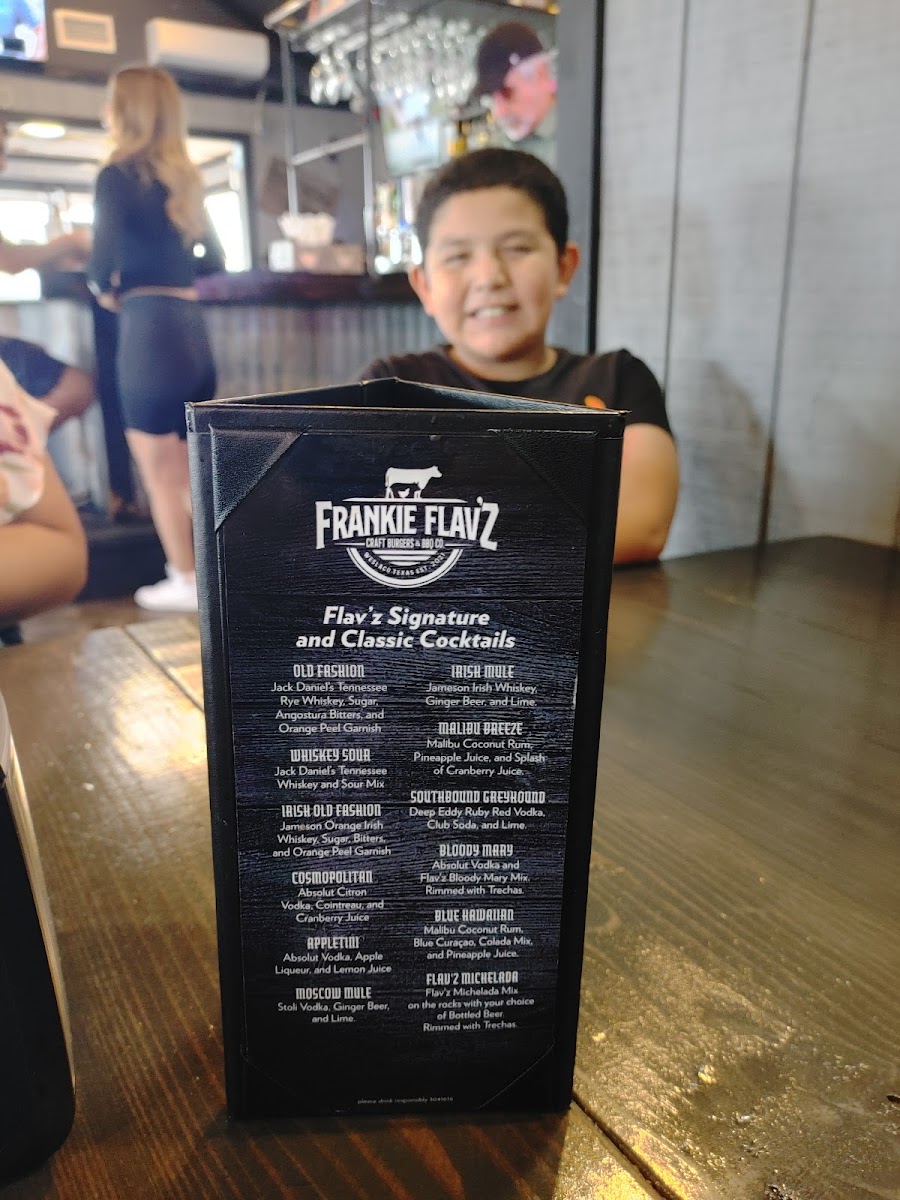 FRANKIE FLAV'Z
CRAFT BURGERS & BBQ CO.
WESLACO TEXAS EST. 2021
Flav'z Signature
and Classic Cocktails
OLD FASHION
Jack Daniel's Tennessee
Rye Whiskey, Sugar,
Angostura Bitters, and
Orange Peel Garnish
WHISKEY SOUR
Jack Daniel's Tennessee
Whiskey and Sour Mix
IRISH OLD FASHION
Jameson Orange Irish
Whiskey, Sugar, Bitters,
and Orange Peel Garnish
COSMOPOLITAN
Absolut Citron
Vodka, Cointreau, and
Cranberry Juice
APPLETINI
Absolut Vodka, Apple
Liqueur, and Lemon Juice
MOSCOW MULE
Stoli Vodka, Ginger Beer,
and Lime.
IRISH MULE
Jameson Irish Whiskey,
Ginger Beer, and Lime.
MALIBU BREEZE
Malibu Coconut Rum,
Pineapple Juice, and Splash
of Cranberry Juice.
SOUTHBOUND GREYHOUND
Deep Eddy Ruby Red Vodka,
Club Soda, and Lime.
BLOODY MARY
Absolut Vodka and
Flav'z Bloody Mary Mix.
Rimmed with Trechas.
BLUE HAWAIIAN
Malibu Coconut Rum,
Blue Curaçao, Colada Mix,
and Pineapple Juice.
FLAV'Z MICHELADA
Flav'z Michelada Mix
on the rocks with your choice
of Bottled Beer.
Rimmed with Trechas.
please drink responsibly